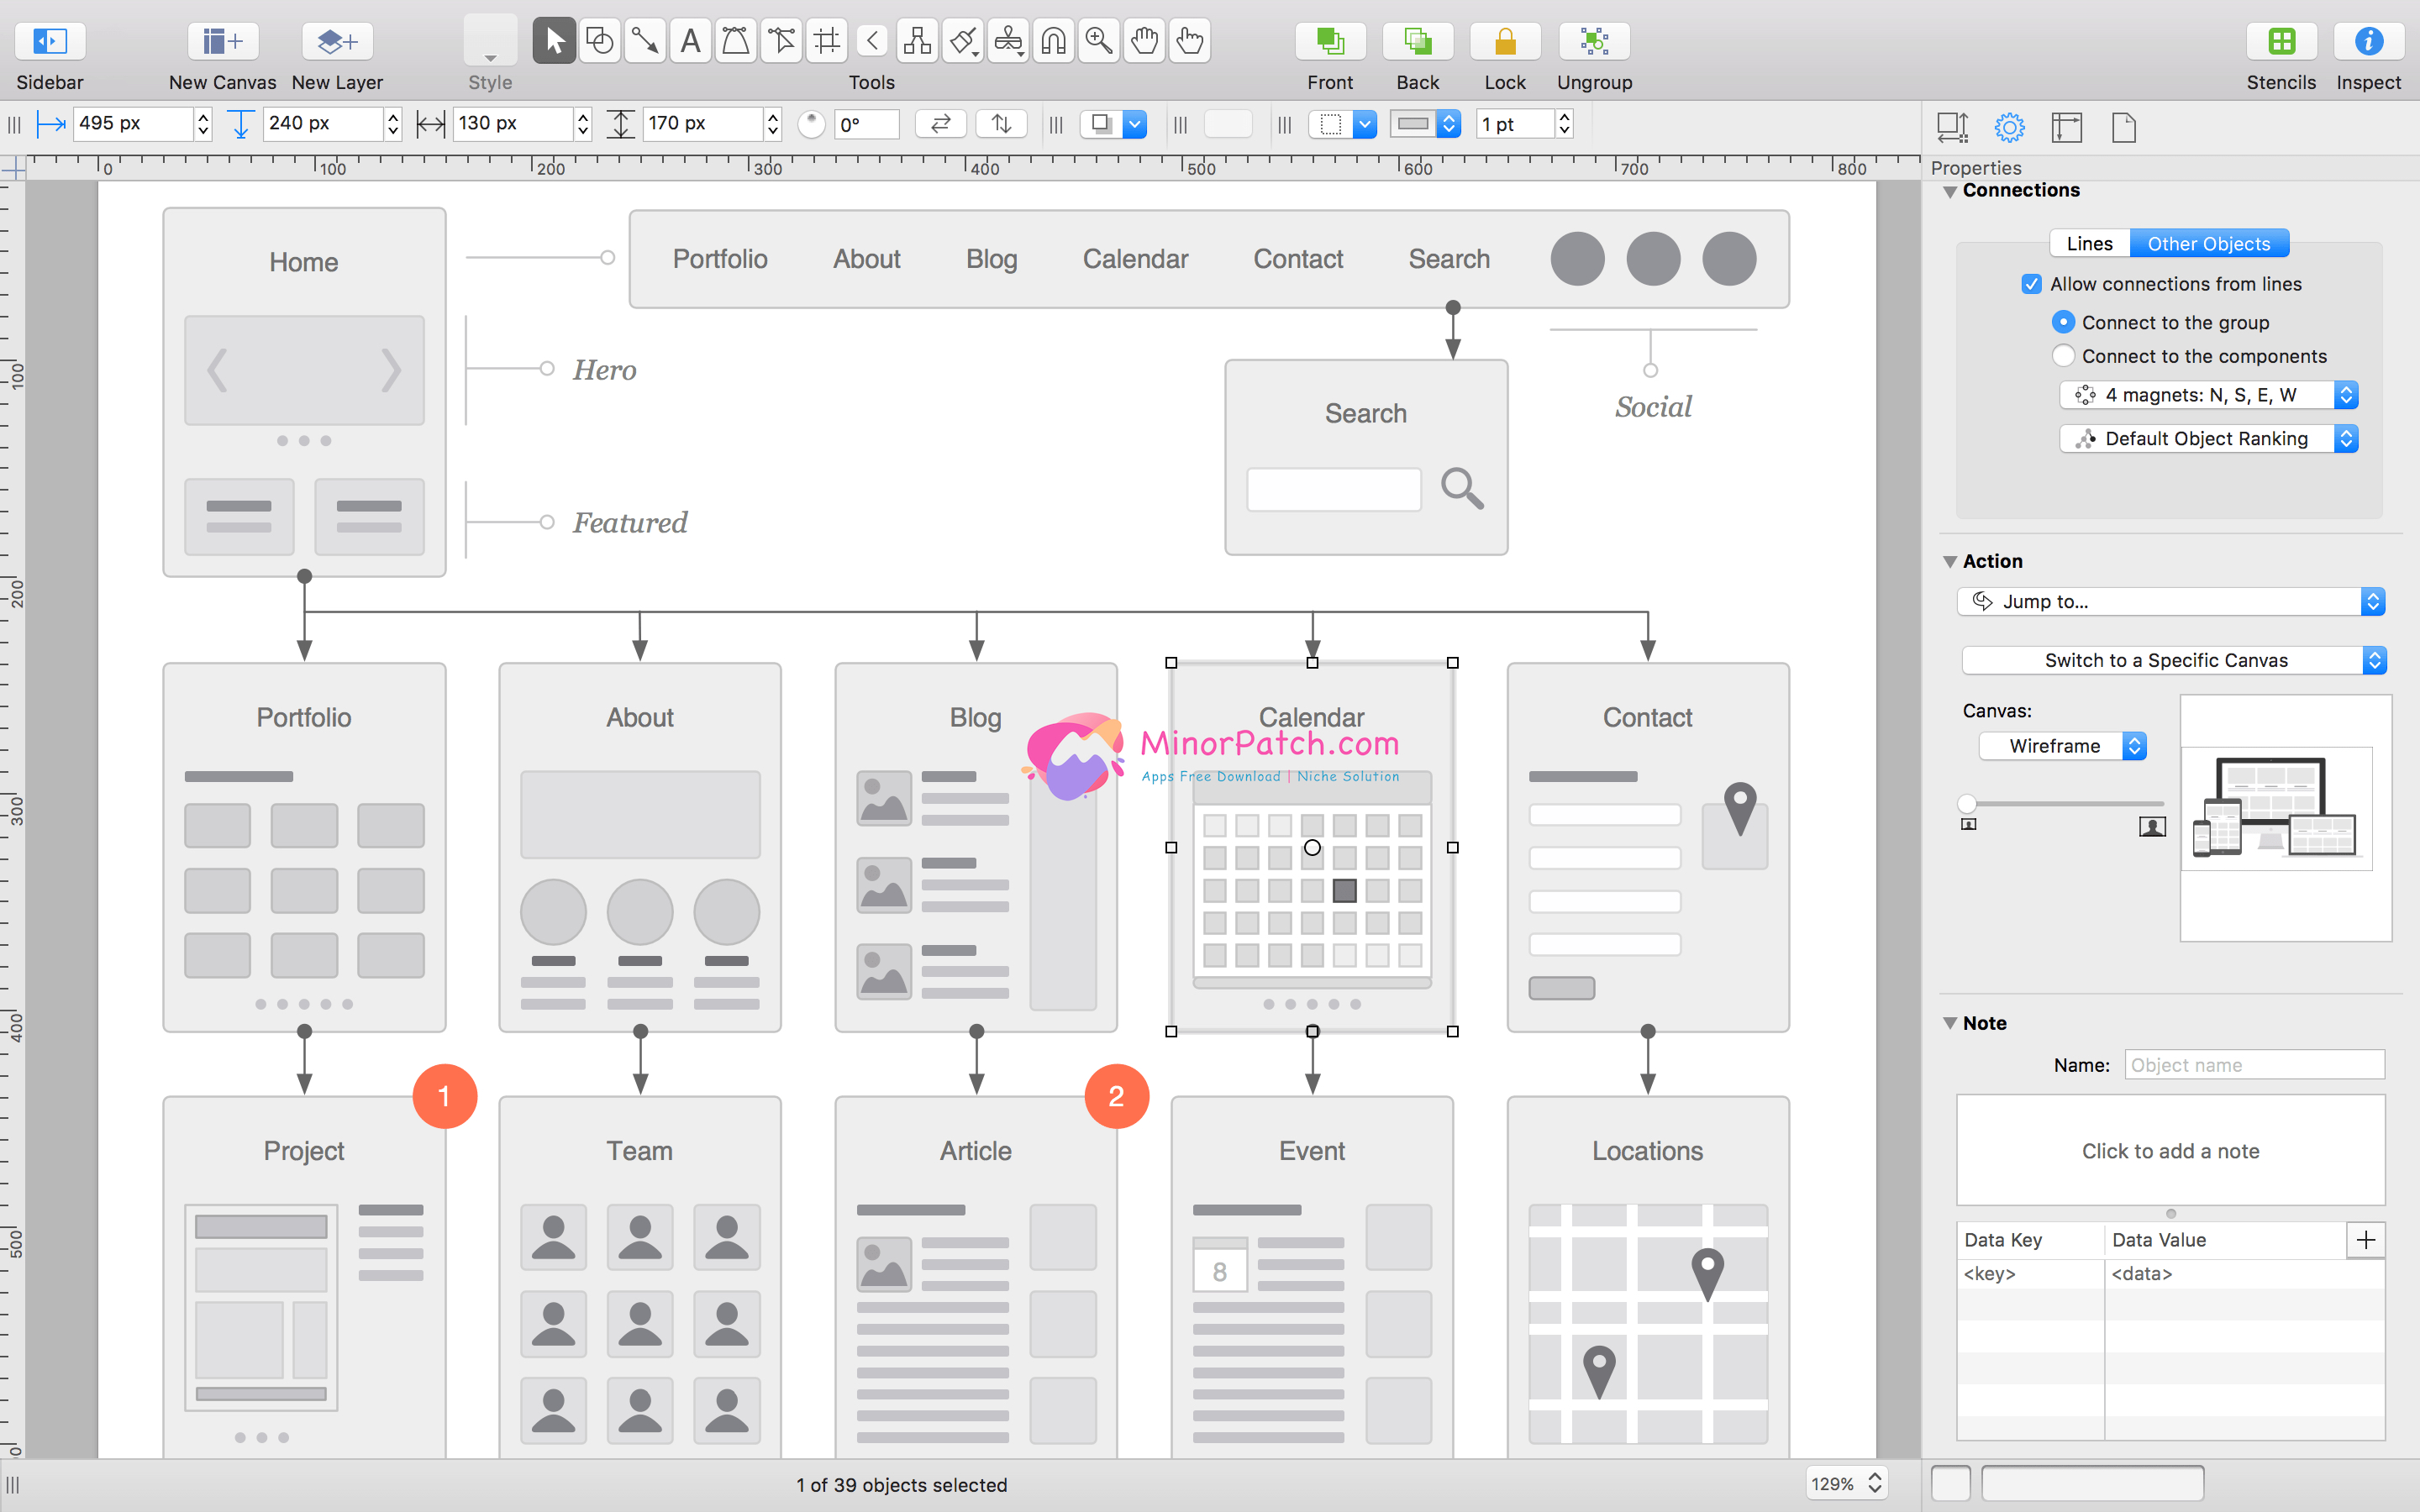 Sidebar
New Canvas
New Layer
Style
Tools
Front
Back
Lock
Ungroup
Stencils
Inspect
495 px
240 px
130 px
170 px
0°
1 pt
0
100
200
300
400
500
600
700
800
Properties
Connections
Lines
Other Objects
Allow connections from lines
Connect to the group
Connect to the components
4 magnets: N, S, E, W
Default Object Ranking
Action
Jump to...
Switch to a Specific Canvas
Canvas:
Wireframe
Note
Name:
Object name
Click to add a note
Data Key
Data Value
<key>
<data>
100
200
300
400
500
Home
Portfolio
About
Blog
Calendar
Contact
Search
Hero
Search
Social
Featured
Portfolio
About
Blog
Calendar
Contact
MinorPatch.com
Apps Free Download | Niche Solution
1
2
Project
Team
Article
Event
Locations
8
1 of 39 objects selected
129%